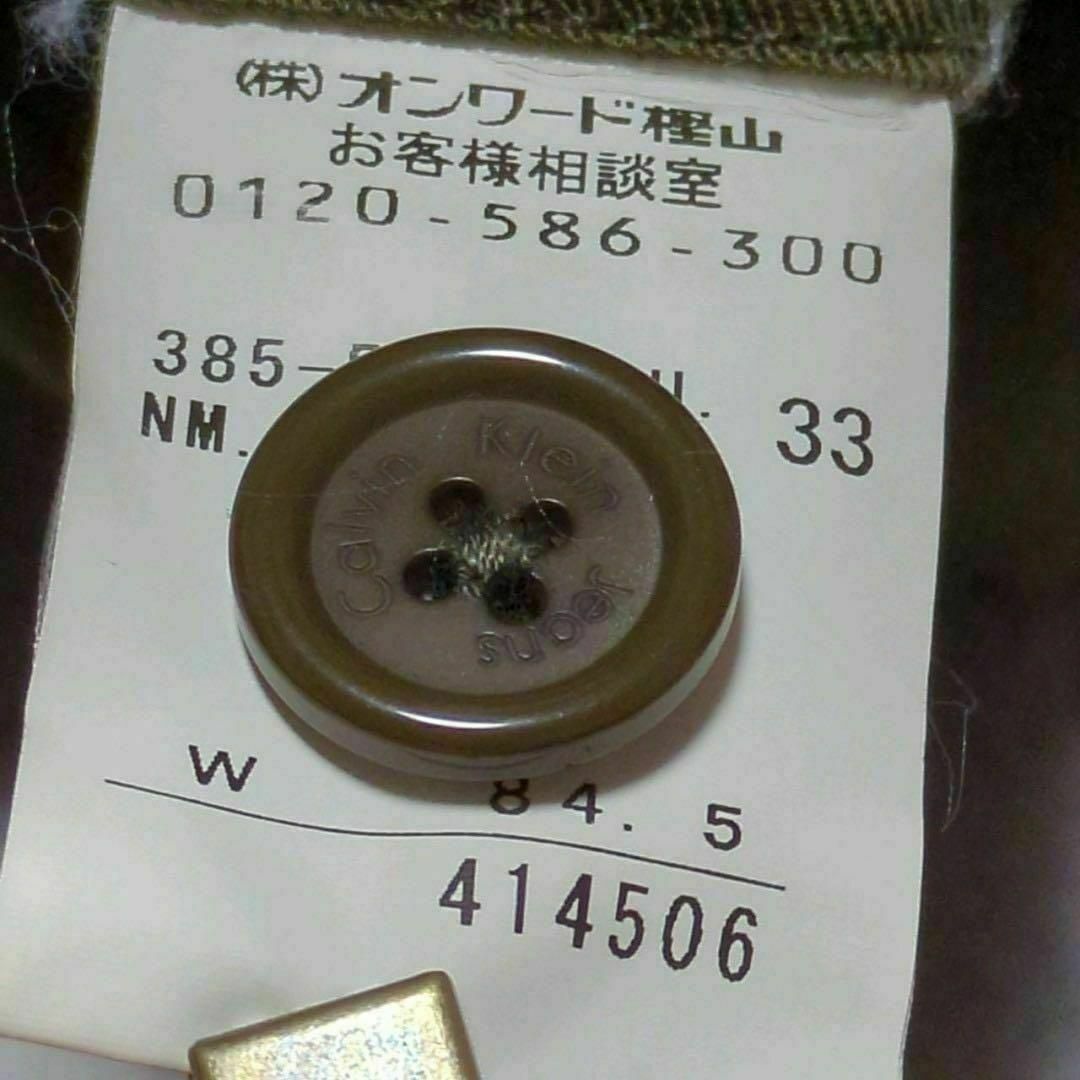 (株)オンワード樫山
お客様相談室
0120-586-300
385-
NM.
33
Calvin Klein Jeans
W 84.5
414506